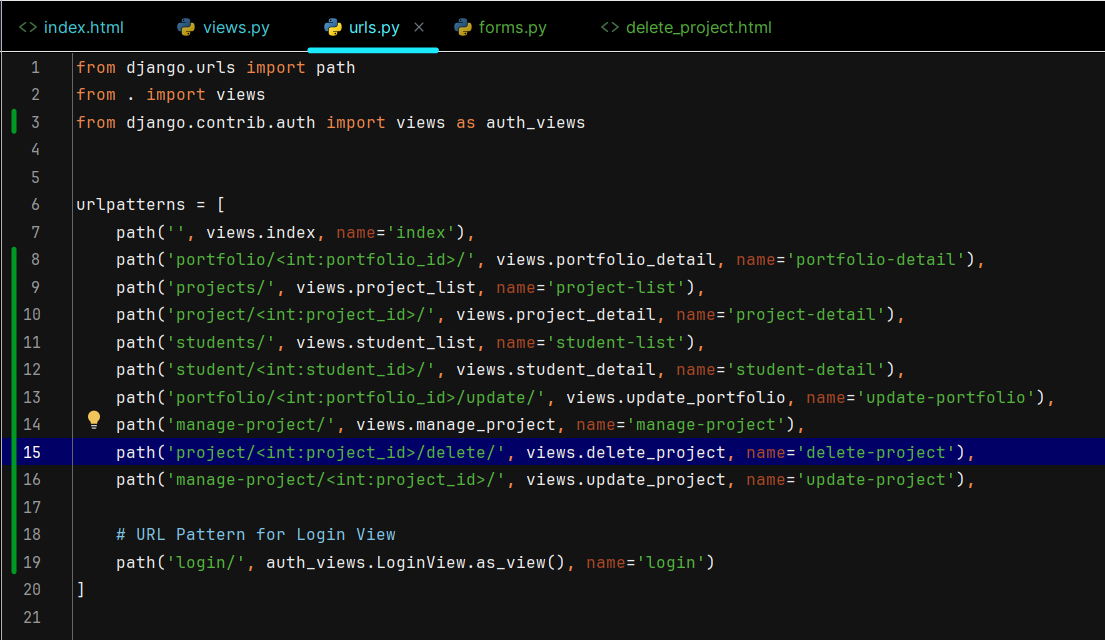 index.html views.py urls.py forms.py delete_project.html
1 from django.urls import path
2 from . import views
3 from django.contrib.auth import views as auth_views
4
5
6 urlpatterns = [
7     path('', views.index, name='index'),
8     path('portfolio/<int:portfolio_id>/', views.portfolio_detail, name='portfolio-detail'),
9     path('projects/', views.project_list, name='project-list'),
10     path('project/<int:project_id>/', views.project_detail, name='project-detail'),
11     path('students/', views.student_list, name='student-list'),
12     path('student/<int:student_id>/', views.student_detail, name='student-detail'),
13     path('portfolio/<int:portfolio_id>/update/', views.update_portfolio, name='update-portfolio'),
14     path('manage-project/', views.manage_project, name='manage-project'),
15     path('project/<int:project_id>/delete/', views.delete_project, name='delete-project'),
16     path('manage-project/<int:project_id>/', views.update_project, name='update-project'),
17
18     # URL Pattern for Login View
19     path('login/', auth_views.LoginView.as_view(), name='login')
20 ]
21